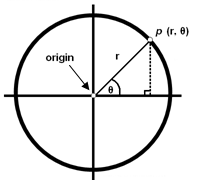 p (r, θ)
origin
r
θ